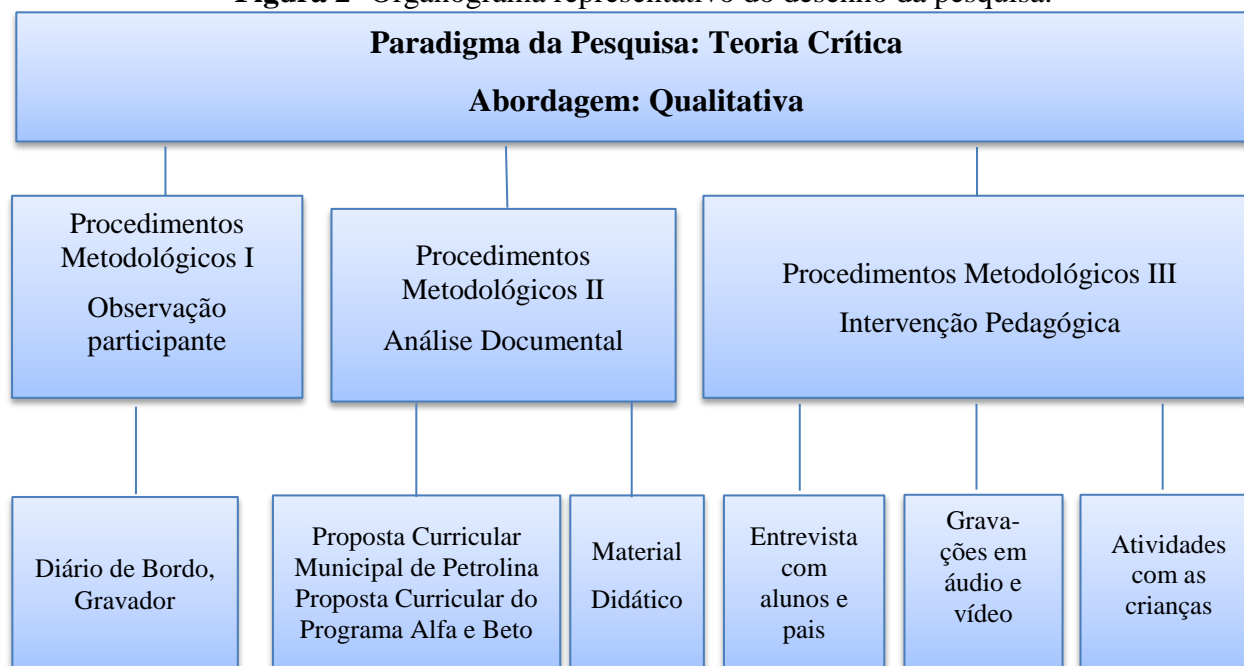 Figura 2- Organograma representativo do desenho da pesquisa.
Paradigma da Pesquisa: Teoria Crítica
Abordagem: Qualitativa
Procedimentos
Metodológicos I
Observação
participante
Procedimentos
Metodológicos II
Análise Documental
Procedimentos Metodológicos III
Intervenção Pedagógica
Diário de Bordo,
Gravador
Proposta Curricular
Municipal de Petrolina
Proposta Curricular do
Programa Alfa e Beto
Material
Didático
Entrevista
com
alunos e
pais
Grava-
ções em
áudio e
vídeo
Atividades
com as
crianças